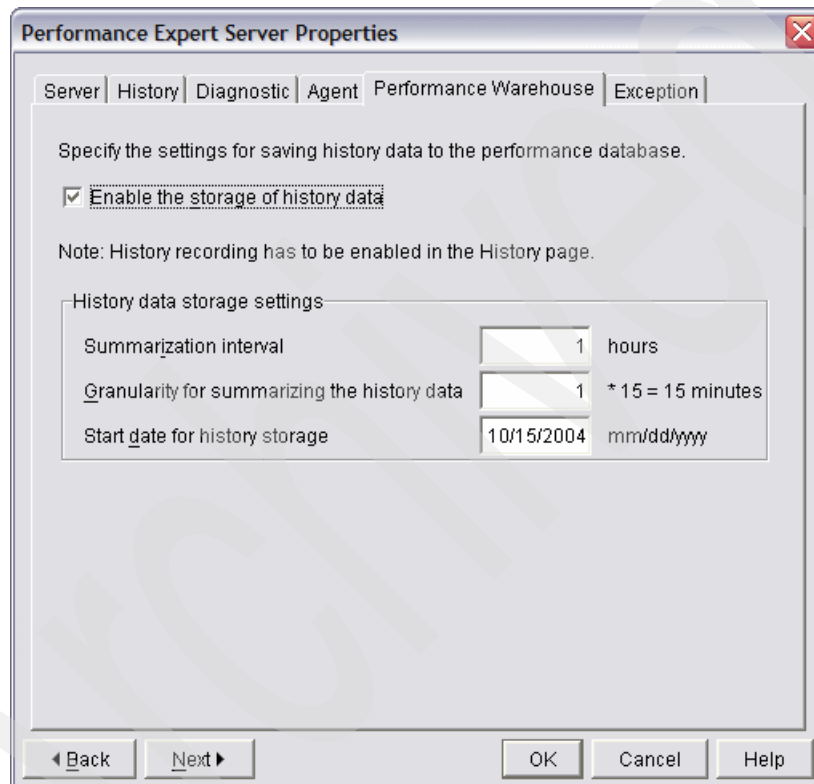 Performance Expert Server Properties
Server History Diagnostic Agent Performance Warehouse Exception
Specify the settings for saving history data to the performance database.
Enable the storage of history data
Note: History recording has to be enabled in the History page.
History data storage settings
Summarization interval 1 hours
Granularity for summarizing the history data 1 * 15 = 15 minutes
Start date for history storage 10/15/2004 mm/dd/yyyy
Back Next OK Cancel Help